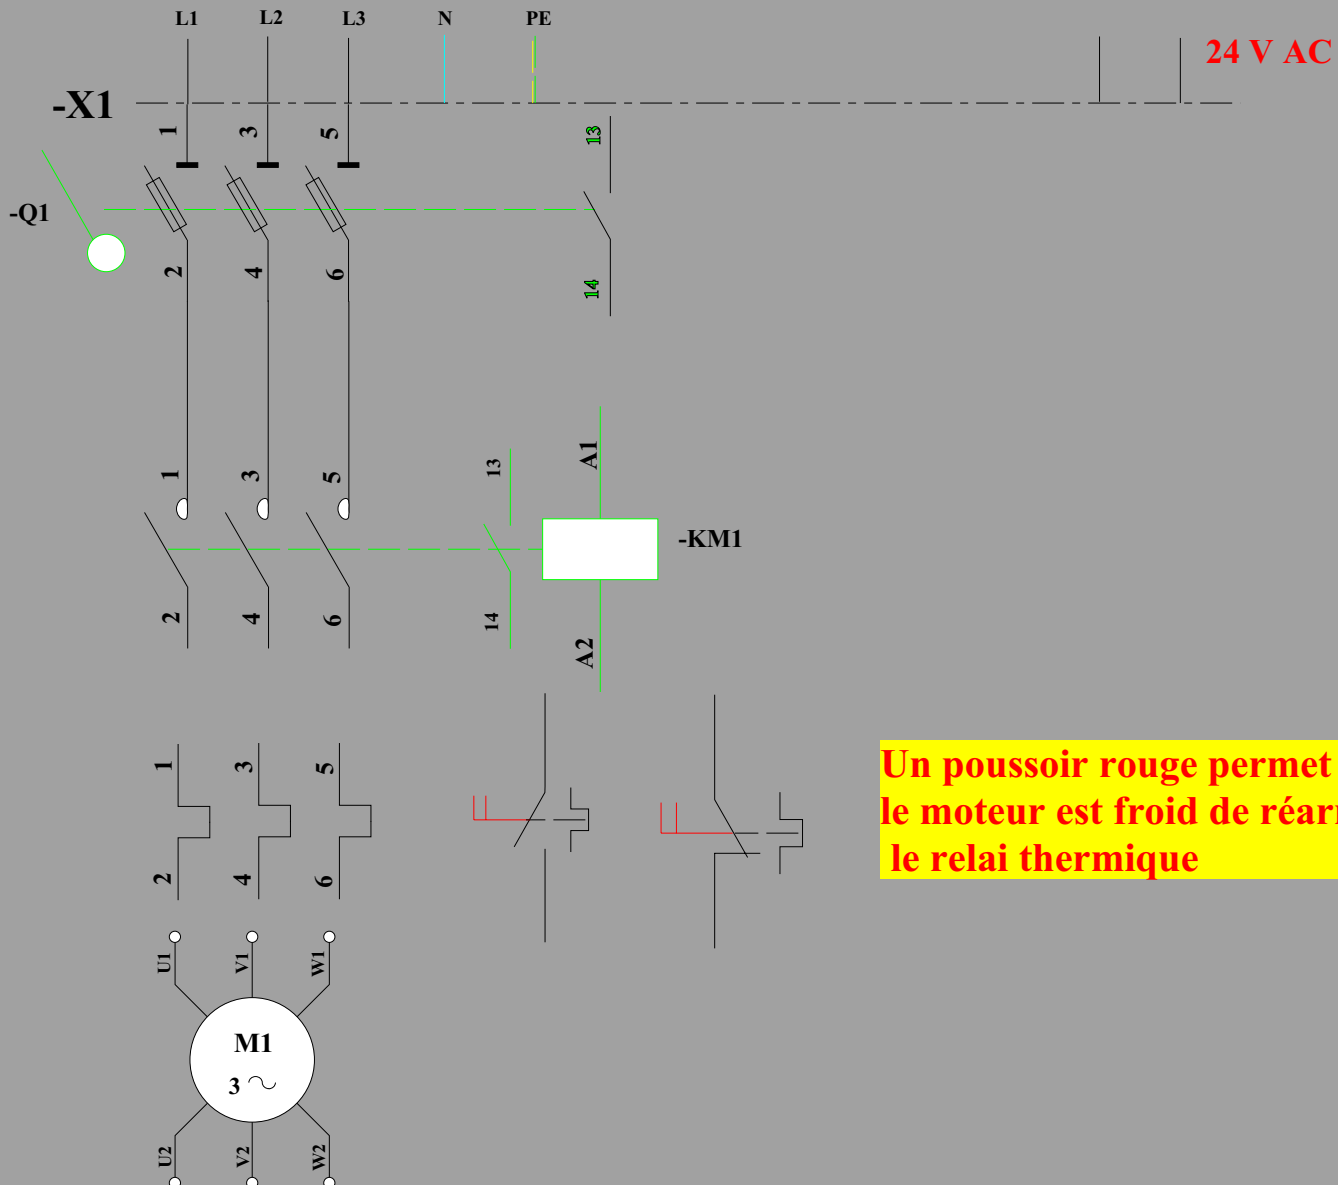 L1 L2 L3 N PE
24 V AC
-X1
1 3 5 13
-Q1
2 4 6 14
1 3 5 13 A1
-KM1
2 4 6 14 A2
Un poussoir rouge permet
le moteur est froid de
le relai thermique
1 3 5
2 4 6
U1 V1 W1
M1
3
U2 V2 W2